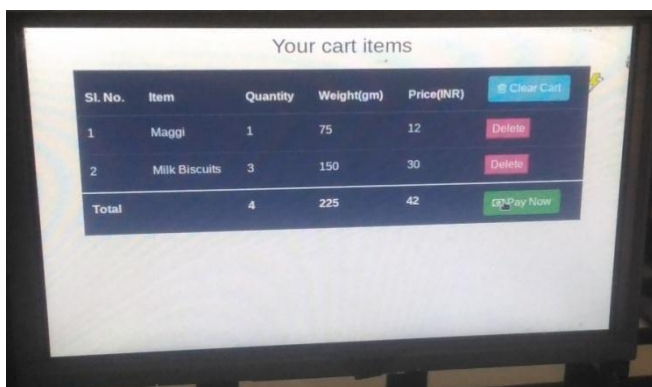 Your cart items
Sl. No. Item Quantity Weight(gm) Price(INR) Clear Cart
1 Maggi 1 75 12 Delete
2 Milk Biscuits 3 150 30 Delete
Total 4 225 42 Pay Now